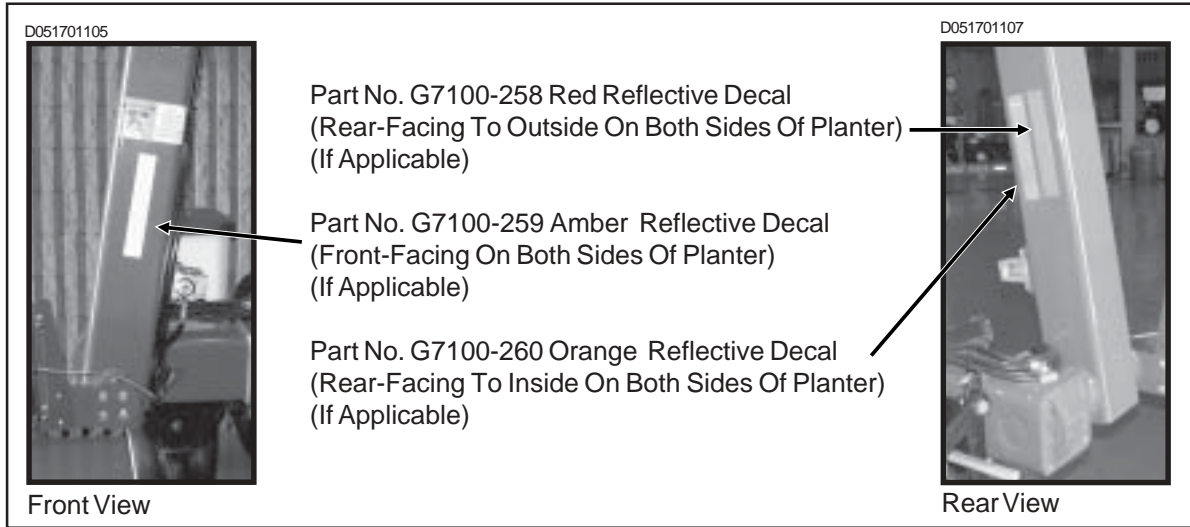 D051701105
D051701107
Part No. G7100-258 Red Reflective Decal
(Rear-Facing To Outside On Both Sides Of Planter)
(If Applicable)
Part No. G7100-259 Amber Reflective Decal
(Front-Facing On Both Sides Of Planter)
(If Applicable)
Part No. G7100-260 Orange Reflective Decal
(Rear-Facing To Inside On Both Sides Of Planter)
(If Applicable)
Front View
Rear View